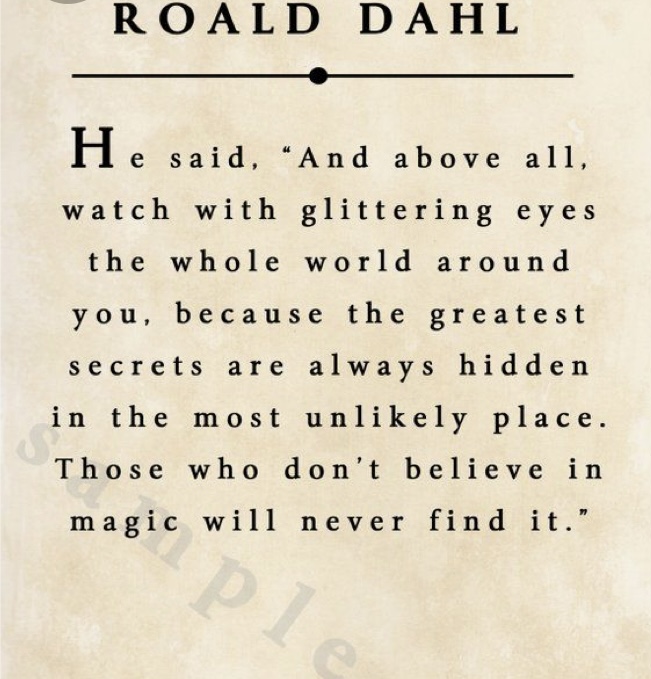 ROALD DAHL
He said, “And above all,
watch with glittering eyes
the whole world around
you, because the greatest
secrets are always hidden
in the most unlikely place.
Those who don’t believe in
magic will never find it.”
sample